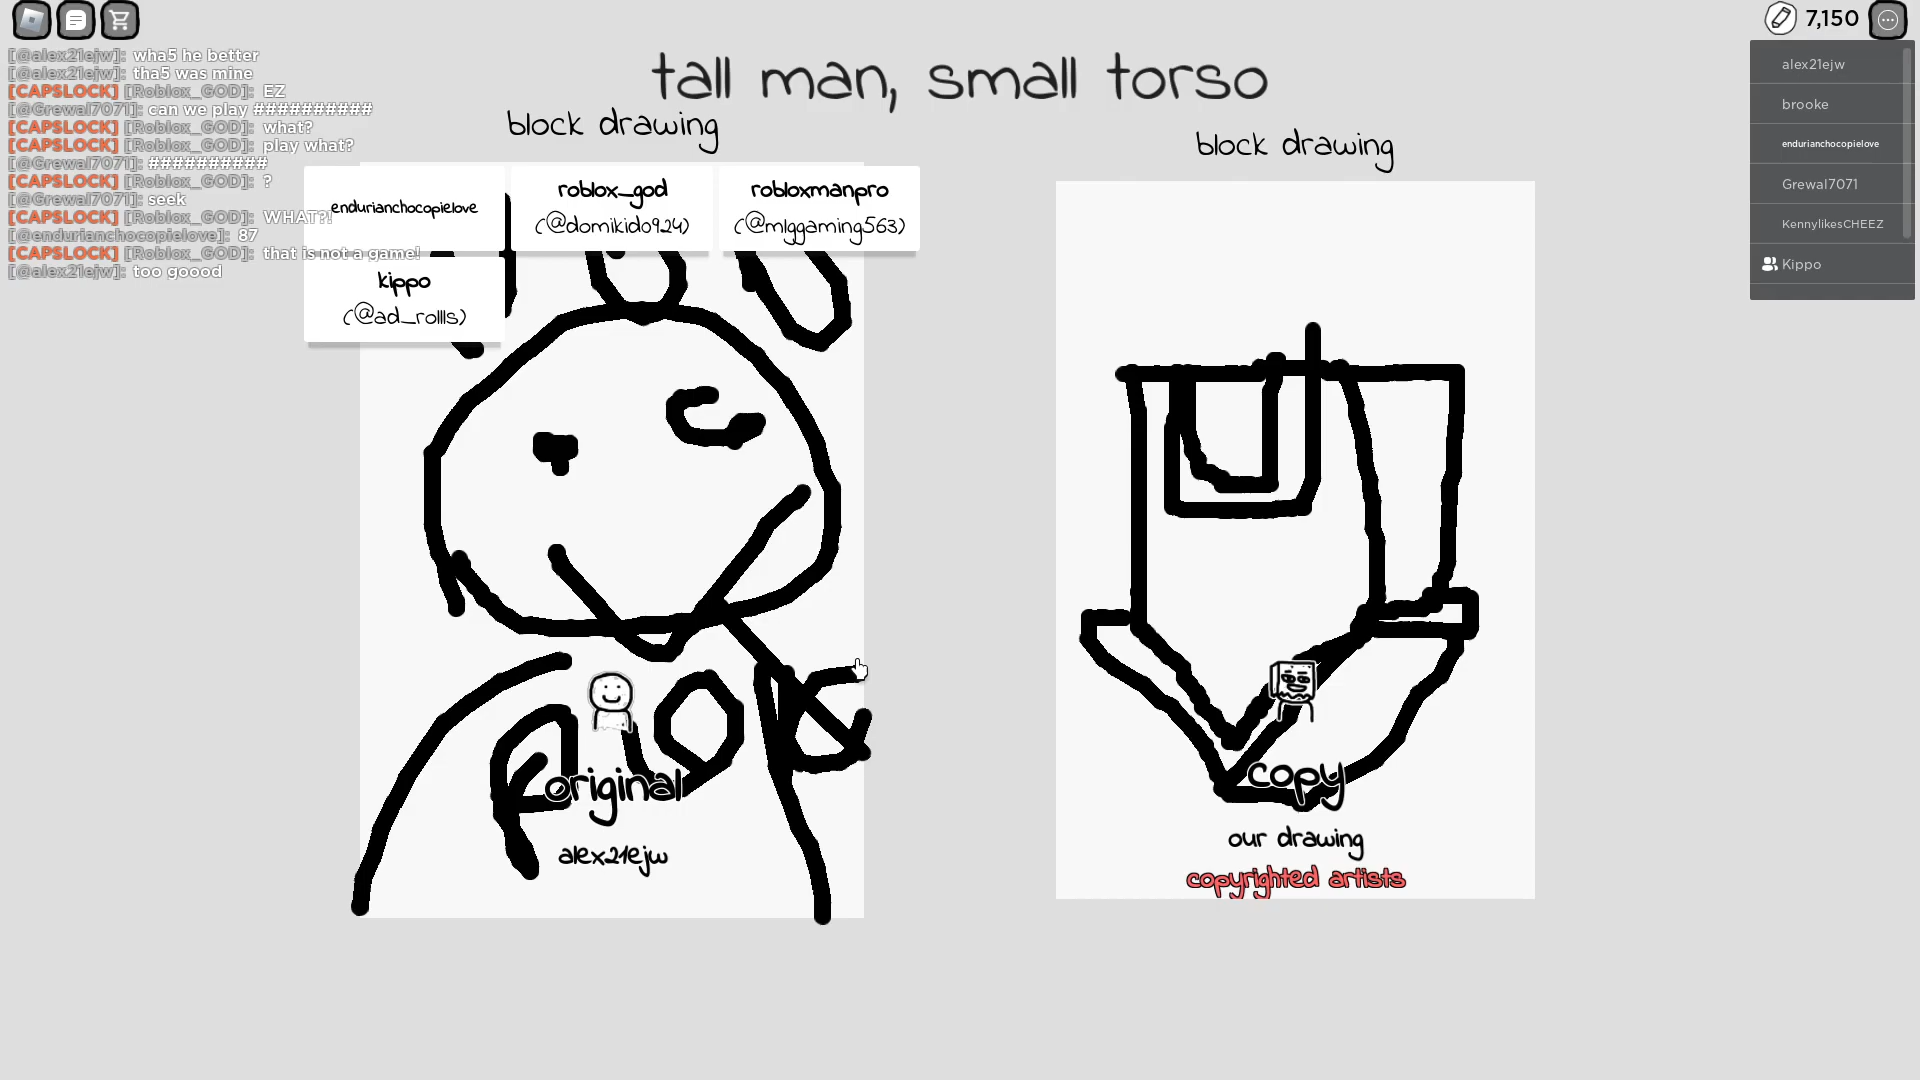 7,150
[@alex21ejw]: wha5 he better
[@alex21ejw]: tha5 was mine
[CAPSLOCK] [Roblox_GOD]: EZ
[@Grewal7071]: can we play ##########
[CAPSLOCK] [Roblox_GOD]: what?
[CAPSLOCK] [Roblox_GOD]: play what?
[@Grewal7071]: ##########
[CAPSLOCK] [Roblox_GOD]: ?
[@Grewal7071]: seek
[CAPSLOCK] [Roblox_GOD]: WHAT?!
[@endurianchocopielove]: 87
[CAPSLOCK] [Roblox_GOD]: that is not a game!
[@alex21ejw]: too goood
tall man, small torso
block drawing
endurianchocopielove
roblox_god
(@domikido924)
robloxmanpro
(@mlggaming563)
kippo
(@ad_rollls)
original
alex21ejw
block drawing
copy
our drawing
copyrighted artists
alex21ejw
brooke
endurianchocopielove
Grewal7071
KennylikesCHEEZ
Kippo